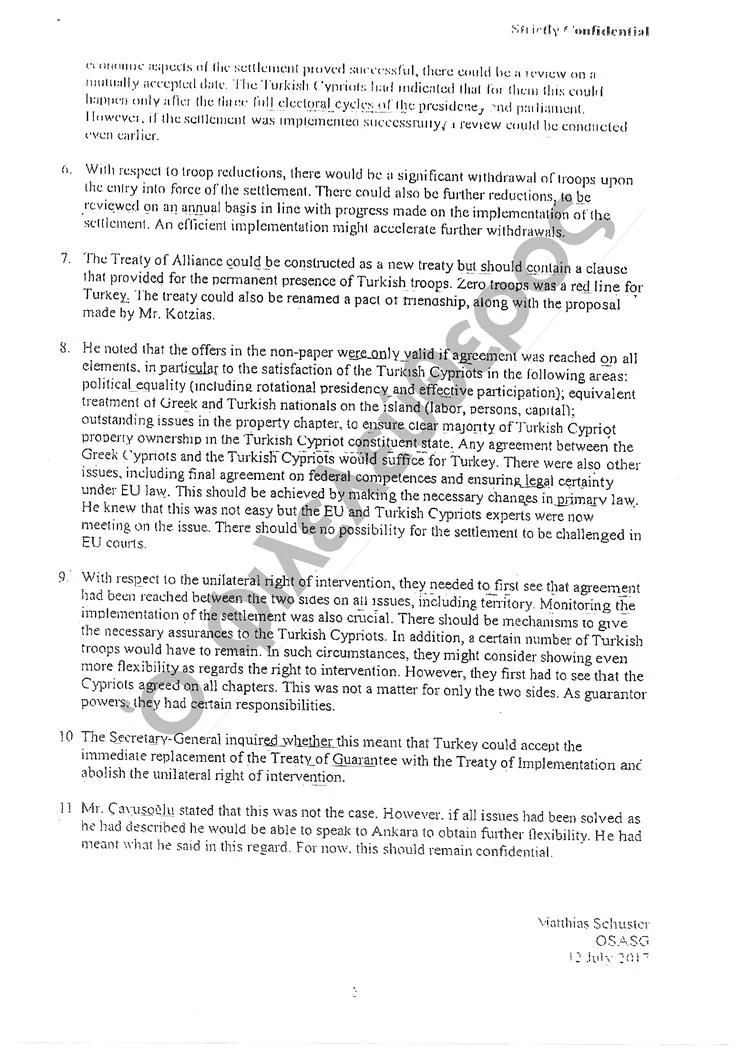 Strictly Confidential
economic aspects of the settlement proved successful, there could be a review on a
mutually accepted date. The Turkish Cypriots had indicated that for them this could
happen only after the three full electoral cycles of the presidency and parliament.
However, if the settlement was implemented successfully, a review could be conducted
even earlier.
6. With respect to troop reductions, there would be a significant withdrawal of troops upon
the entry into force of the settlement. There could also be further reductions, to be
reviewed on an annual basis in line with progress made on the implementation of the
settlement. An efficient implementation might accelerate further withdrawals.
7. The Treaty of Alliance could be constructed as a new treaty but should contain a clause
that provided for the permanent presence of Turkish troops. Zero troops was a red line for
Turkey. The treaty could also be renamed a pact of friendship, along with the proposal
made by Mr. Kotzias.
8. He noted that the offers in the non-paper were only valid if agreement was reached on all
elements, in particular to the satisfaction of the Turkish Cypriots in the following areas:
political equality (including rotational presidency and effective participation); equivalent
treatment of Greek and Turkish nationals on the island (labor, persons, capital);
outstanding issues in the property chapter, to ensure clear majority of Turkish Cypriot
property ownership in the Turkish Cypriot constituent state. Any agreement between the
Greek Cypriots and the Turkish Cypriots would suffice for Turkey. There were also other
issues, including final agreement on federal competences and ensuring legal certainty
under EU law. This should be achieved by making the necessary changes in primary law.
He knew that this was not easy but the EU and Turkish Cypriots experts were now
meeting on the issue. There should be no possibility for the settlement to be challenged in
EU courts.
9. With respect to the unilateral right of intervention, they needed to first see that agreement
had been reached between the two sides on all issues, including territory. Monitoring the
implementation of the settlement was also crucial. There should be mechanisms to give
the necessary assurances to the Turkish Cypriots. In addition, a certain number of Turkish
troops would have to remain. In such circumstances, they might consider showing even
more flexibility as regards the right to intervention. However, they first had to see that the
Cypriots agreed on all chapters. This was not a matter for only the two sides. As guarantor
powers, they had certain responsibilities.
10 The Secretary-General inquired whether this meant that Turkey could accept the
immediate replacement of the Treaty of Guarantee with the Treaty of Implementation and
abolish the unilateral right of intervention.
11 Mr. Çavusoğlu stated that this was not the case. However, if all issues had been solved as
he had described he would be able to speak to Ankara to obtain further flexibility. He had
meant what he said in this regard. For now, this should remain confidential.
Matthias Schuster
OSASG
12 July 2017
3
Ο Φιλελεύθερος